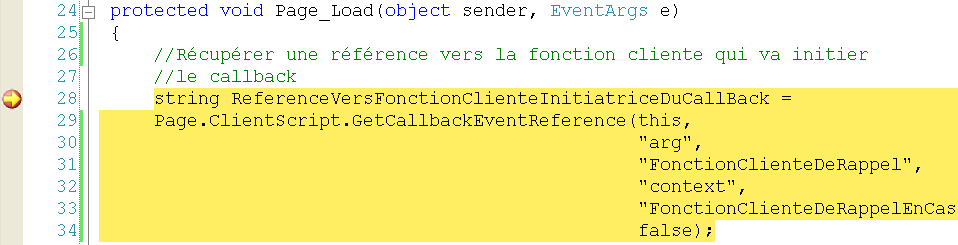 24 protected void Page_Load(object sender, EventArgs e)
25 {
26 //Récupérer une référence vers la fonction cliente qui va initier
27 //le callback
28 string ReferenceVersFonctionClienteInitiatriceDuCallBack =
29 Page.ClientScript.GetCallbackEventReference(this,
30 "arg",
31 "FonctionClienteDeRappel",
32 "context",
33 "FonctionClienteDeRappelEnCas
34 false);